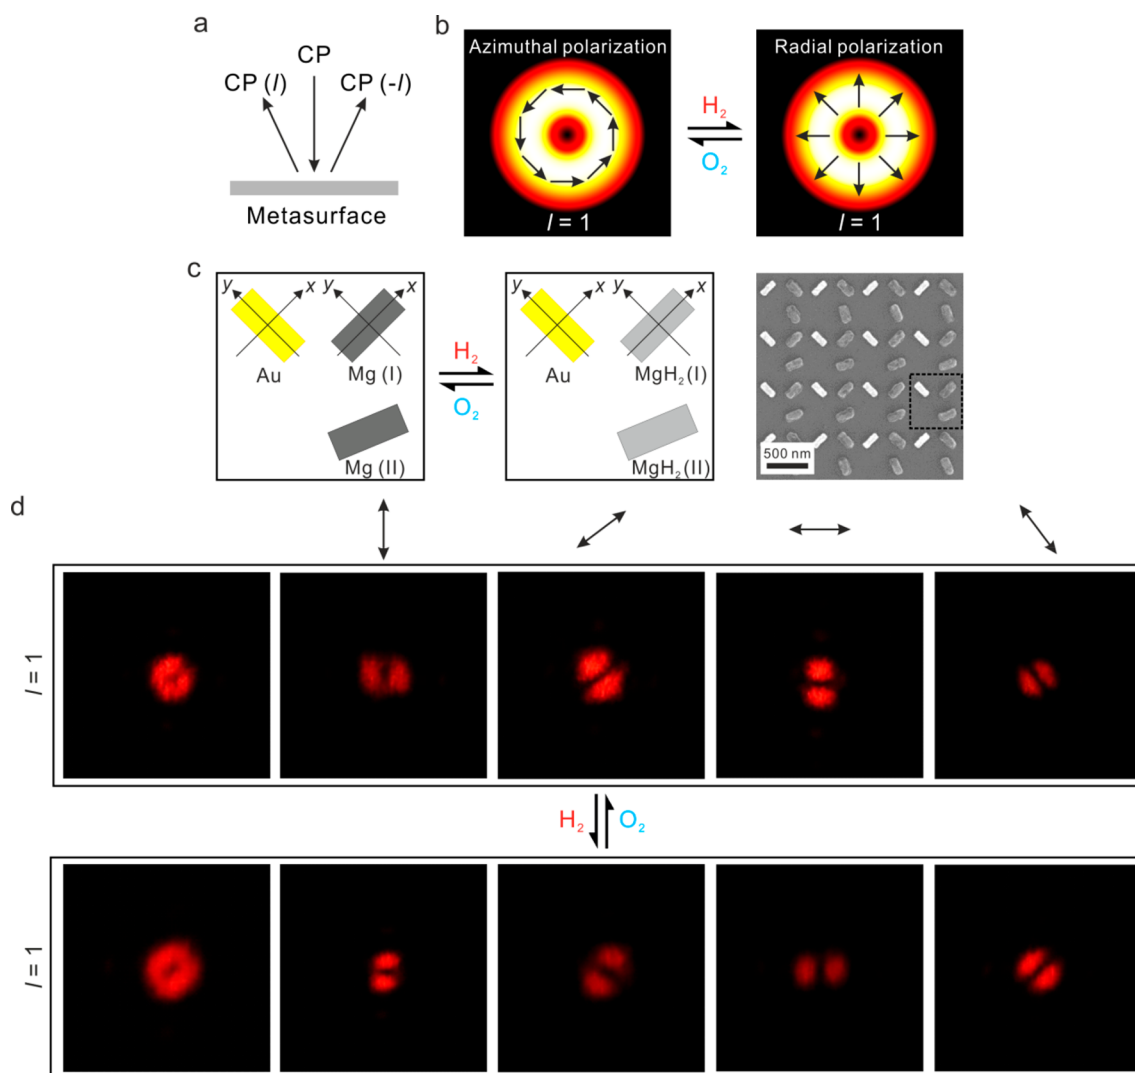 a
CP
CP (l)
CP (-l)
Metasurface
b
Azimuthal polarization
l = 1
H₂
O₂
Radial polarization
l = 1
c
y
x
y
x
Au
Mg (I)
Mg (II)
H₂
O₂
y
x
y
x
Au
MgH₂ (I)
MgH₂ (II)
500 nm
d
l = 1
H₂
O₂
l = 1